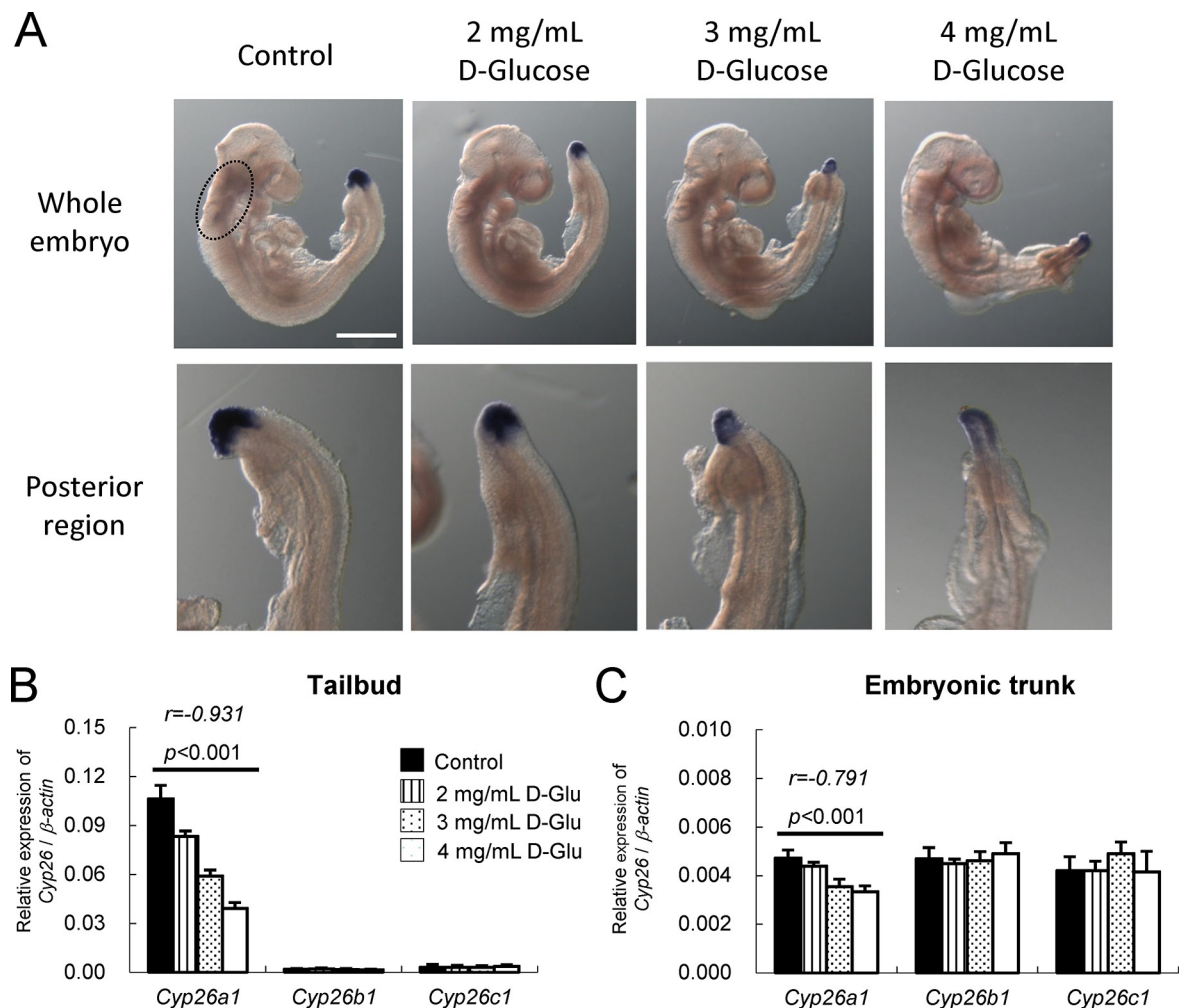 A
Control
2 mg/mL
D-Glucose
3 mg/mL
D-Glucose
4 mg/mL
D-Glucose
Whole
embryo
Posterior
region
B
Tailbud
Relative expression of
Cyp26 / β-actin
0.15
0.12
0.09
0.06
0.03
0.00
r=-0.931
p<0.001
Control
2 mg/mL D-Glu
3 mg/mL D-Glu
4 mg/mL D-Glu
Cyp26a1
Cyp26b1
Cyp26c1
C
Embryonic trunk
Relative expression of
Cyp26 / β-actin
0.010
0.008
0.006
0.004
0.002
0.000
r=-0.791
p<0.001
Cyp26a1
Cyp26b1
Cyp26c1